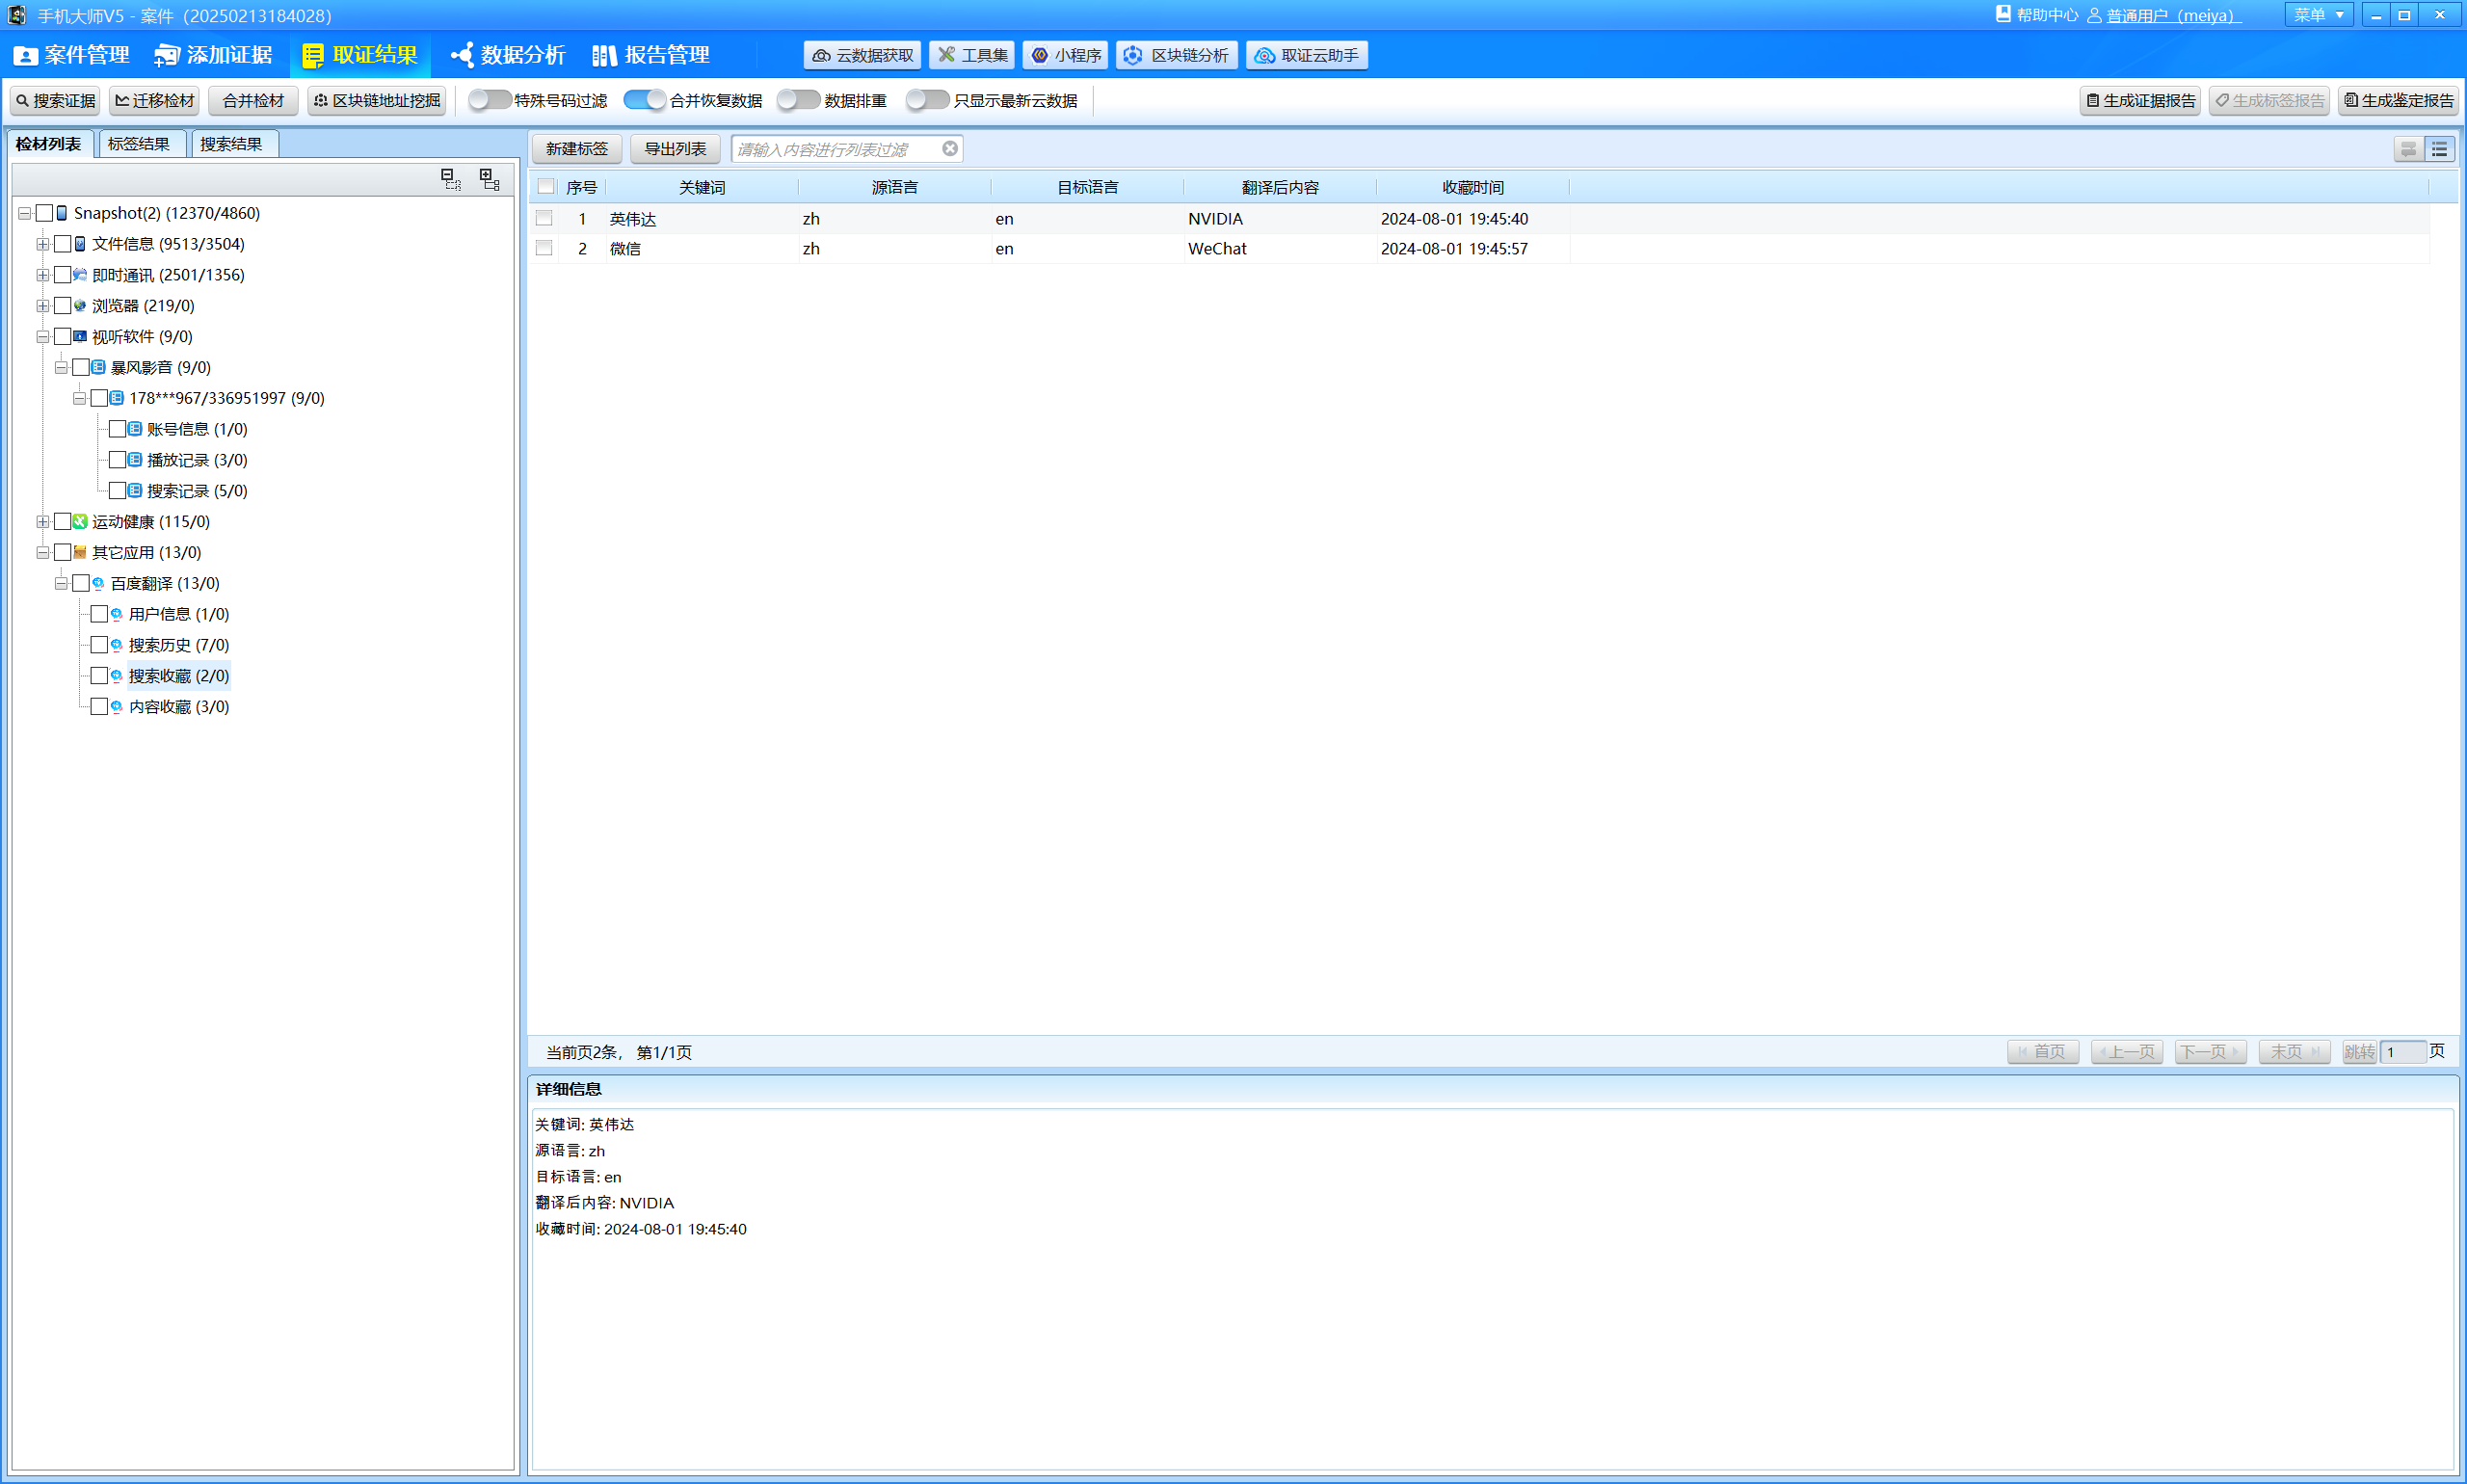 手机大师V5 - 案件（20250213184028）
帮助中心 普通用户（meiya） 菜单
案件管理 添加证据 取证结果 数据分析 报告管理 云数据获取 工具集 小程序 区块链分析 取证云助手
搜索证据 迁移检材 合并检材 区块链地址挖掘 特殊号码过滤 合并恢复数据 数据排重 只显示最新云数据 生成证据报告 生成标签报告 生成鉴定报告
检材列表 标签结果 搜索结果
Snapshot(2) (12370/4860)
文件信息 (9513/3504)
即时通讯 (2501/1356)
浏览器 (219/0)
视听软件 (9/0)
暴风影音 (9/0)
178***967/336951997 (9/0)
账号信息 (1/0)
播放记录 (3/0)
搜索记录 (5/0)
运动健康 (115/0)
其它应用 (13/0)
百度翻译 (13/0)
用户信息 (1/0)
搜索历史 (7/0)
搜索收藏 (2/0)
内容收藏 (3/0)
新建标签 导出列表 请输入内容进行列表过滤
序号 关键词 源语言 目标语言 翻译后内容 收藏时间
1 英伟达 zh en NVIDIA 2024-08-01 19:45:40
2 微信 zh en WeChat 2024-08-01 19:45:57
当前页2条， 第1/1页 首页 上一页 下一页 末页 跳转 1 页
详细信息
关键词: 英伟达
源语言: zh
目标语言: en
翻译后内容: NVIDIA
收藏时间: 2024-08-01 19:45:40